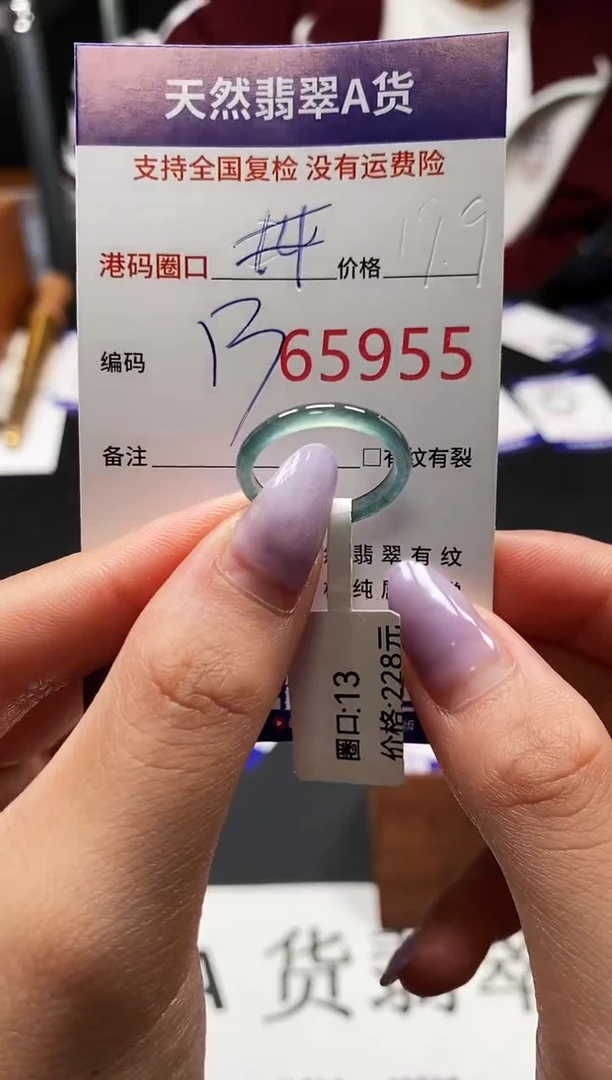 天然翡翠A货
支持全国复检 没有运费险
港码圈口 #4 价格 19.9
编码 B 65955
备注 □有纹有裂
翡翠有纹
纯
圈口:13
价格:228元
A 货翡翠